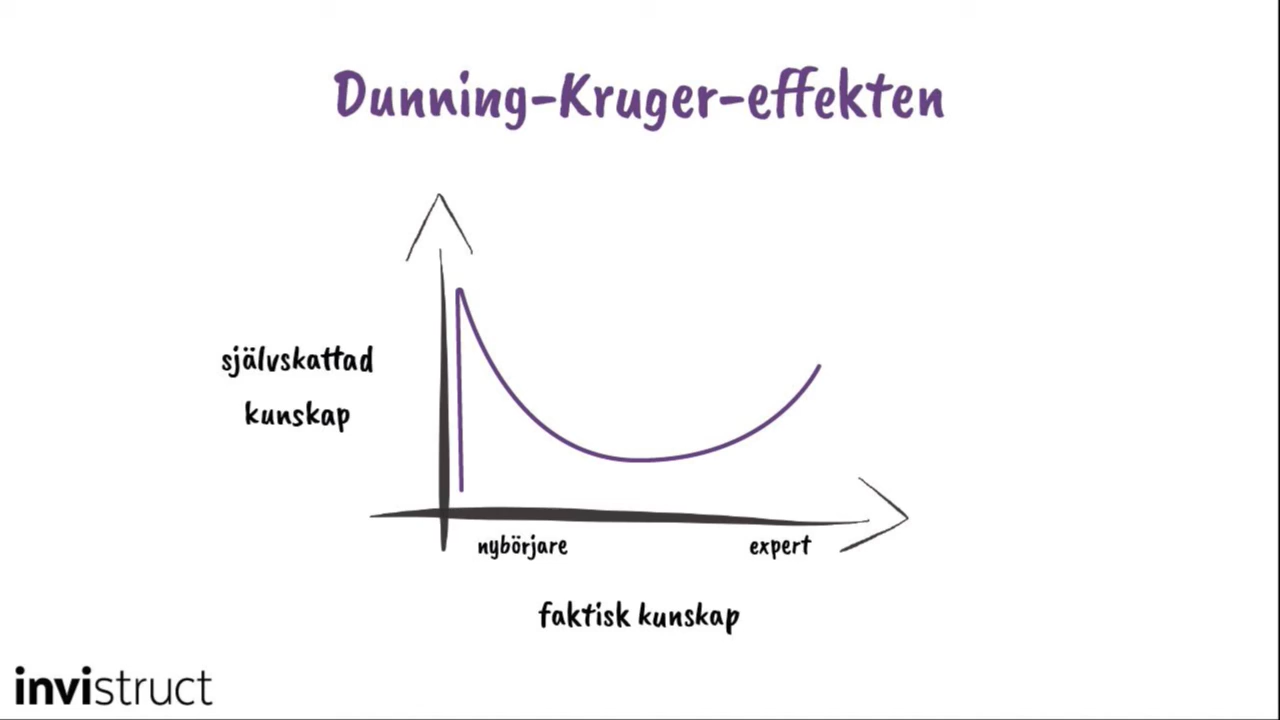 Dunning-Kruger-effekten
självskattad
kunskap
nybörjare
expert
faktisk kunskap
invistruct